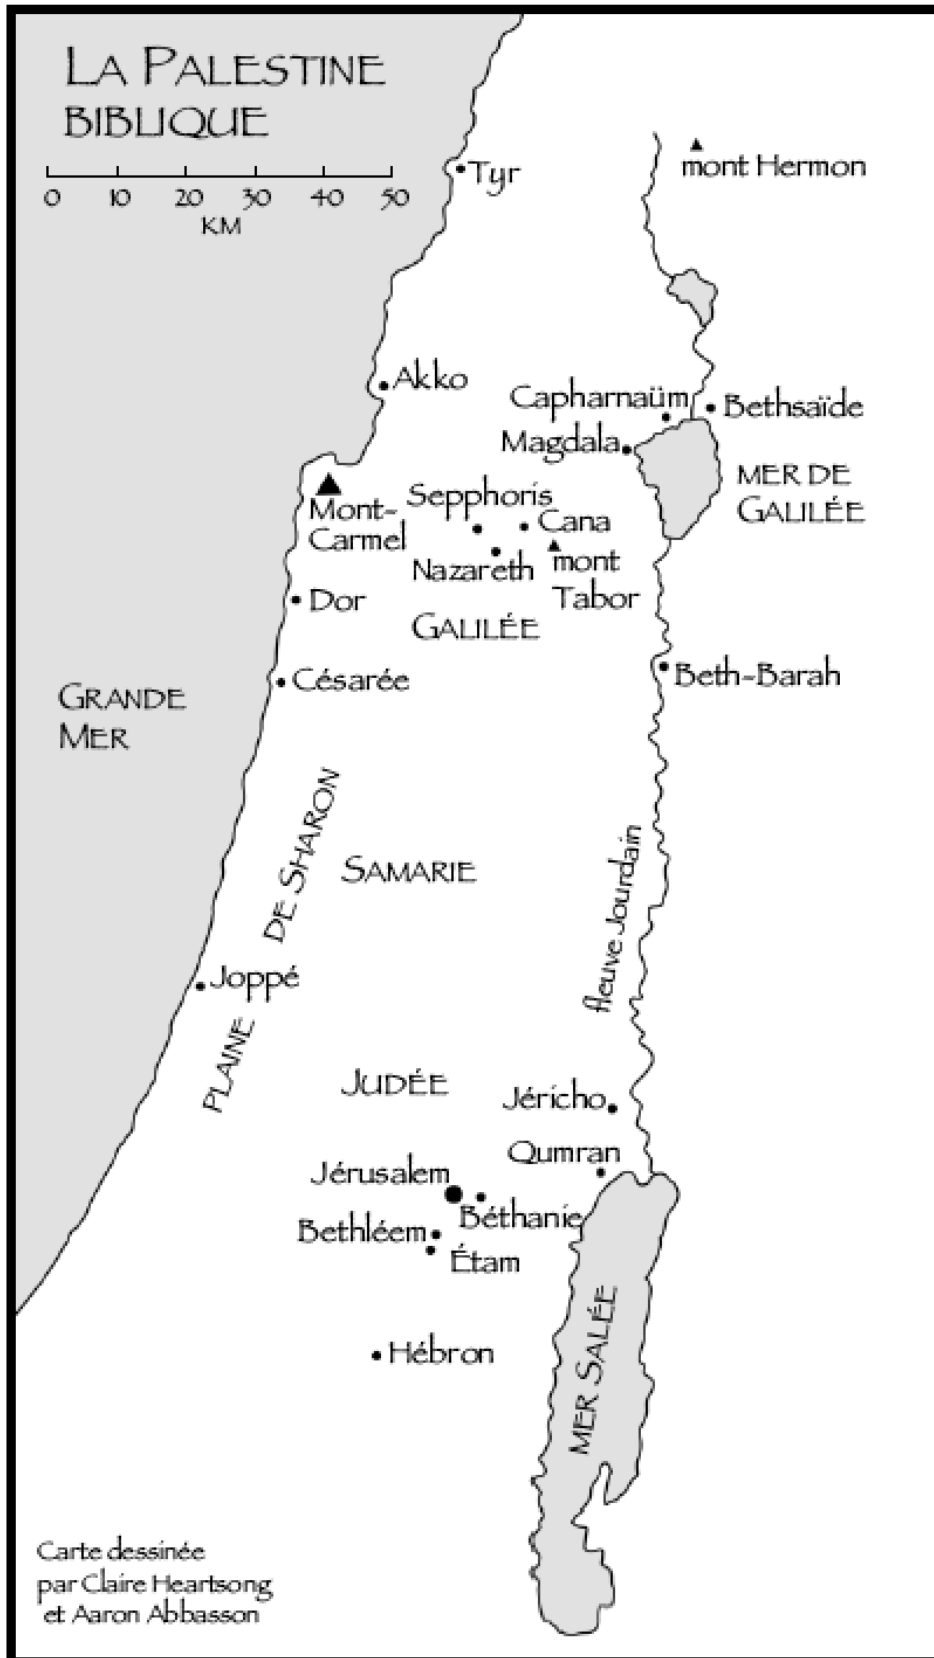 LA PALESTINE
BIBLIQUE
0 10 20 30 40 50
KM
Tyr
mont Hermon
Akko
Capharnaüm
Bethsaïde
Magdala
MER DE
GALILÉE
Sepphoris
Mont-
Carmel
Cana
Nazareth
mont
Tabor
Dor
GALILÉE
Césarée
Beth-Barah
GRANDE
MER
PLAINE DE SHARON
SAMARIE
fleuve Jourdain
Joppé
JUDÉE
Jéricho
Qumran
Jérusalem
Béthanie
Bethléem
Étam
Hébron
MER SALÉE
Carte dessinée
par Claire Heartsong
et Aaron Abbasson